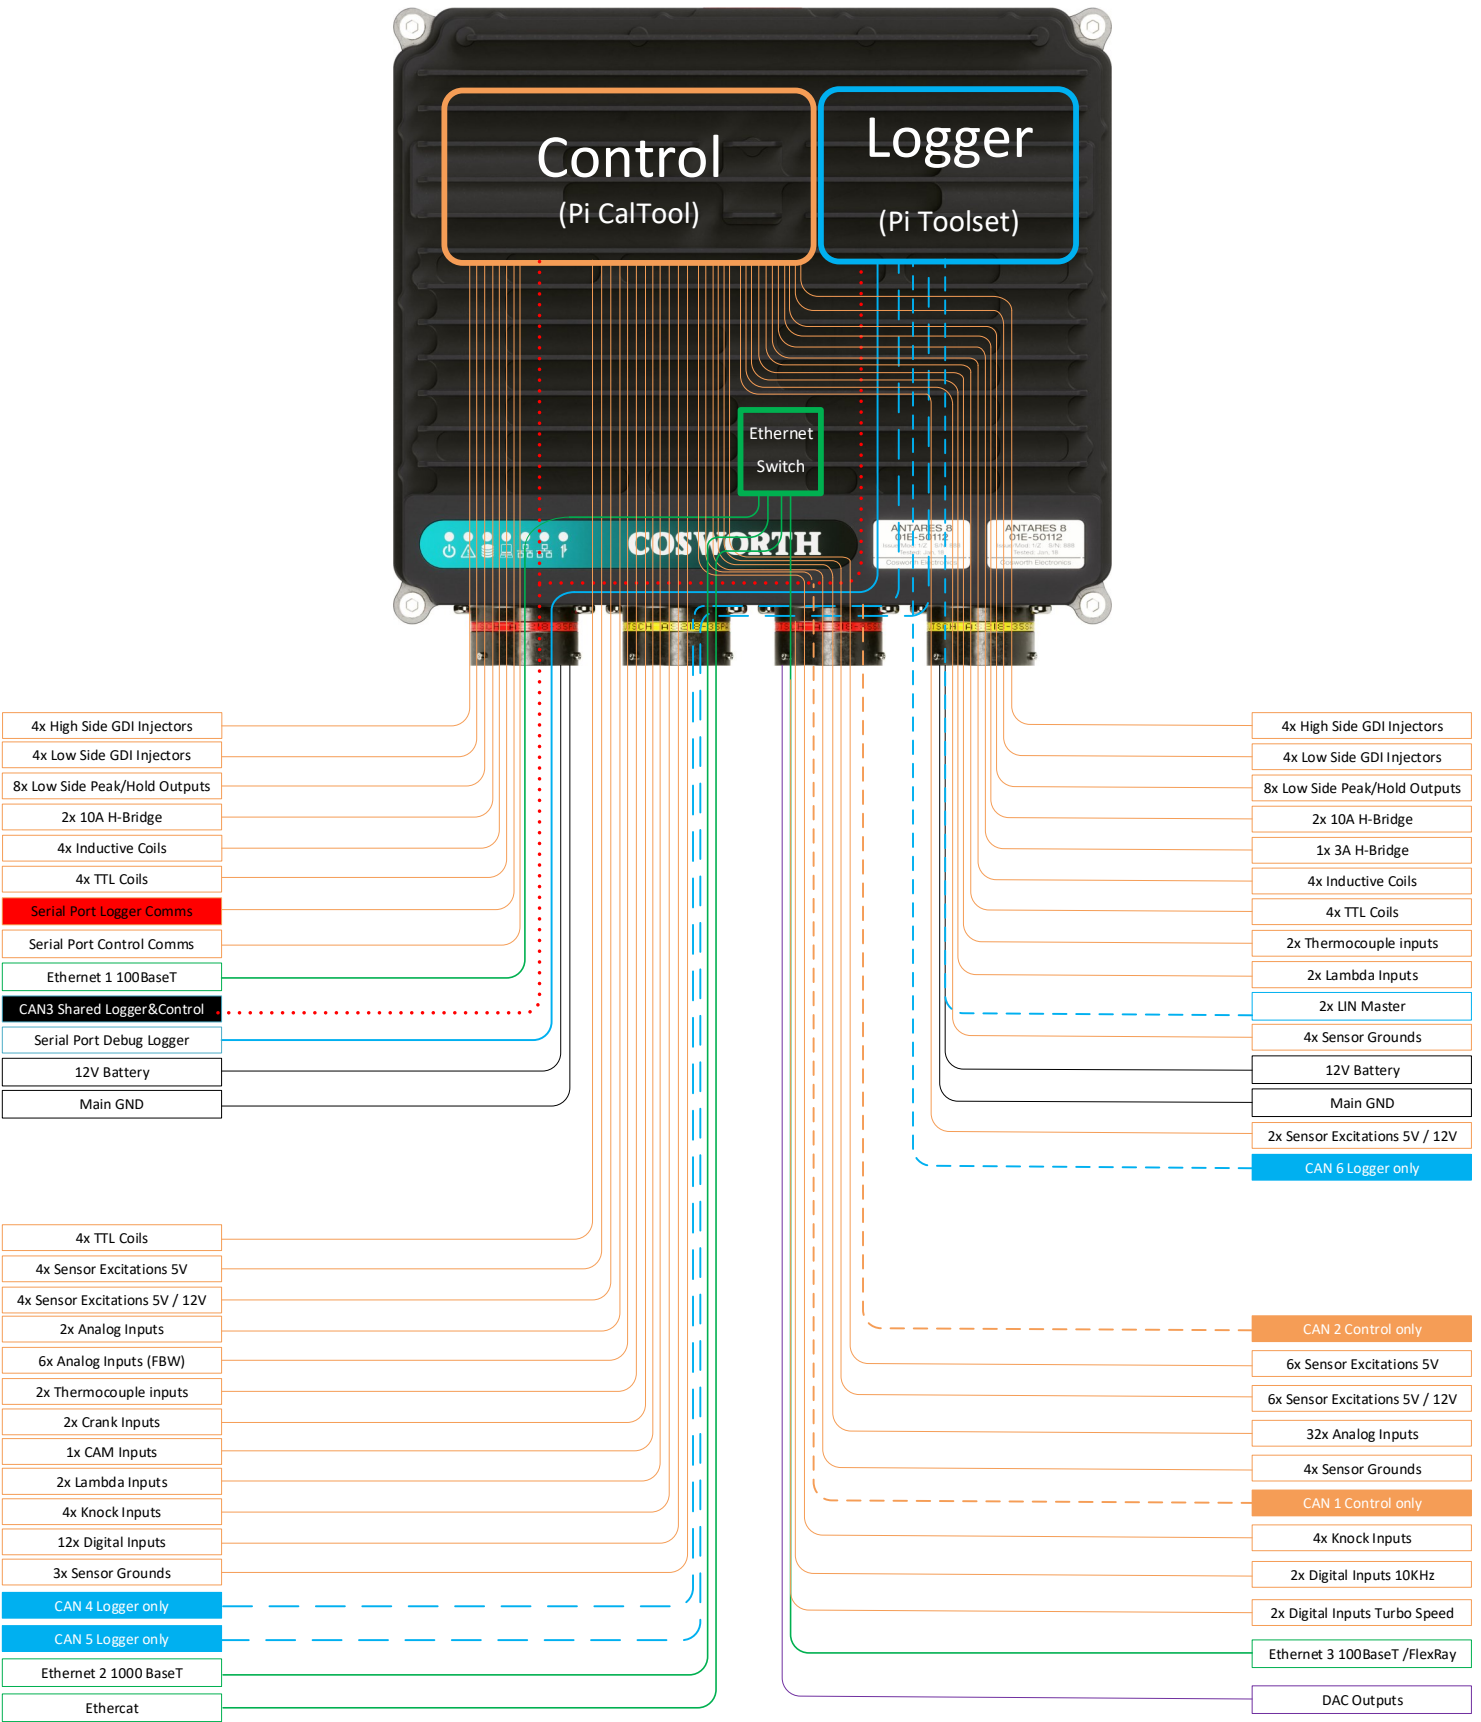 Control
(Pi CalTool)
Logger
(Pi Toolset)
Ethernet
Switch
COSWORTH
ANTARES 8
01E-50112
Cosworth Electronics
ANTARES 8
01E-50112
Cosworth Electronics
4x High Side GDI Injectors
4x Low Side GDI Injectors
8x Low Side Peak/Hold Outputs
2x 10A H-Bridge
4x Inductive Coils
4x TTL Coils
Serial Port Logger Comms
Serial Port Control Comms
Ethernet 1 100BaseT
CAN3 Shared Logger&Control
Serial Port Debug Logger
12V Battery
Main GND
4x TTL Coils
4x Sensor Excitations 5V
4x Sensor Excitations 5V / 12V
2x Analog Inputs
6x Analog Inputs (FBW)
2x Thermocouple inputs
2x Crank Inputs
1x CAM Inputs
2x Lambda Inputs
4x Knock Inputs
12x Digital Inputs
3x Sensor Grounds
CAN 4 Logger only
CAN 5 Logger only
Ethernet 2 1000 BaseT
Ethercat
4x High Side GDI Injectors
4x Low Side GDI Injectors
8x Low Side Peak/Hold Outputs
2x 10A H-Bridge
1x 3A H-Bridge
4x Inductive Coils
4x TTL Coils
2x Thermocouple inputs
2x Lambda Inputs
2x LIN Master
4x Sensor Grounds
12V Battery
Main GND
2x Sensor Excitations 5V / 12V
CAN 6 Logger only
CAN 2 Control only
6x Sensor Excitations 5V
6x Sensor Excitations 5V / 12V
32x Analog Inputs
4x Sensor Grounds
CAN 1 Control only
4x Knock Inputs
2x Digital Inputs 10KHz
2x Digital Inputs Turbo Speed
Ethernet 3 100BaseT /FlexRay
DAC Outputs